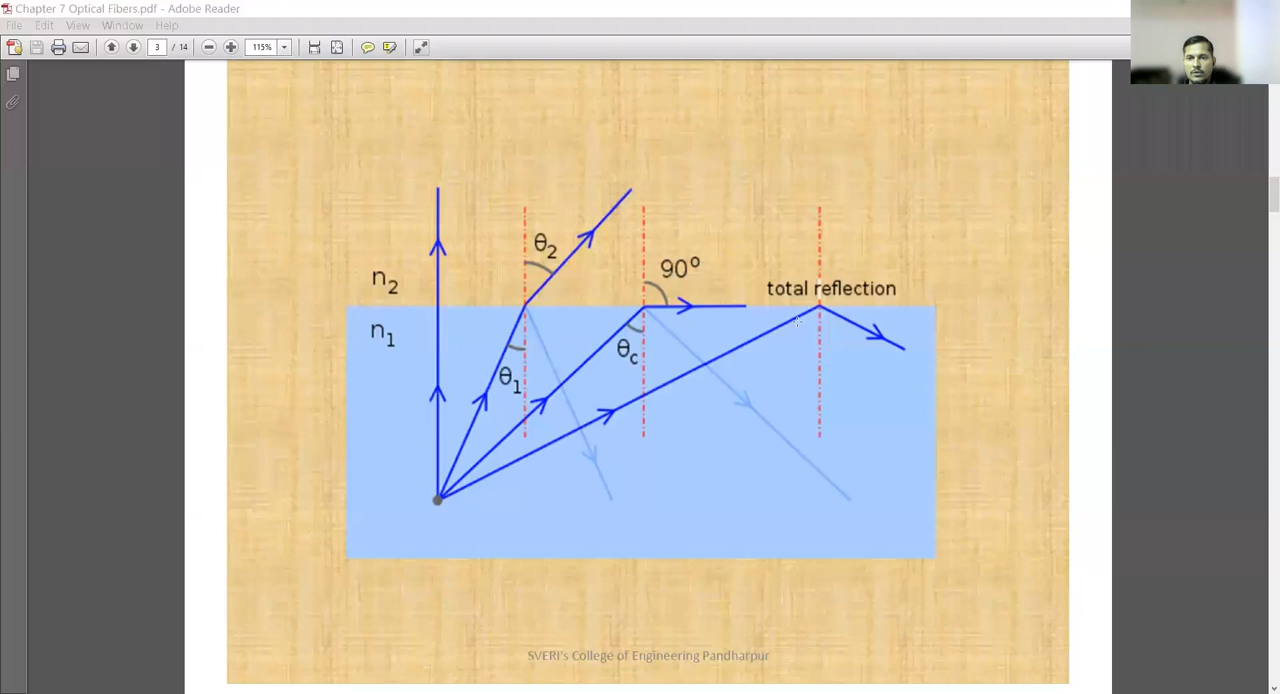 Chapter 7 Optical Fibers.pdf - Adobe Reader
File Edit View Window Help
3 / 14 115%
θ2
90º
n2
total reflection
n1
θc
θ1
SVERI's College of Engineering Pandharpur